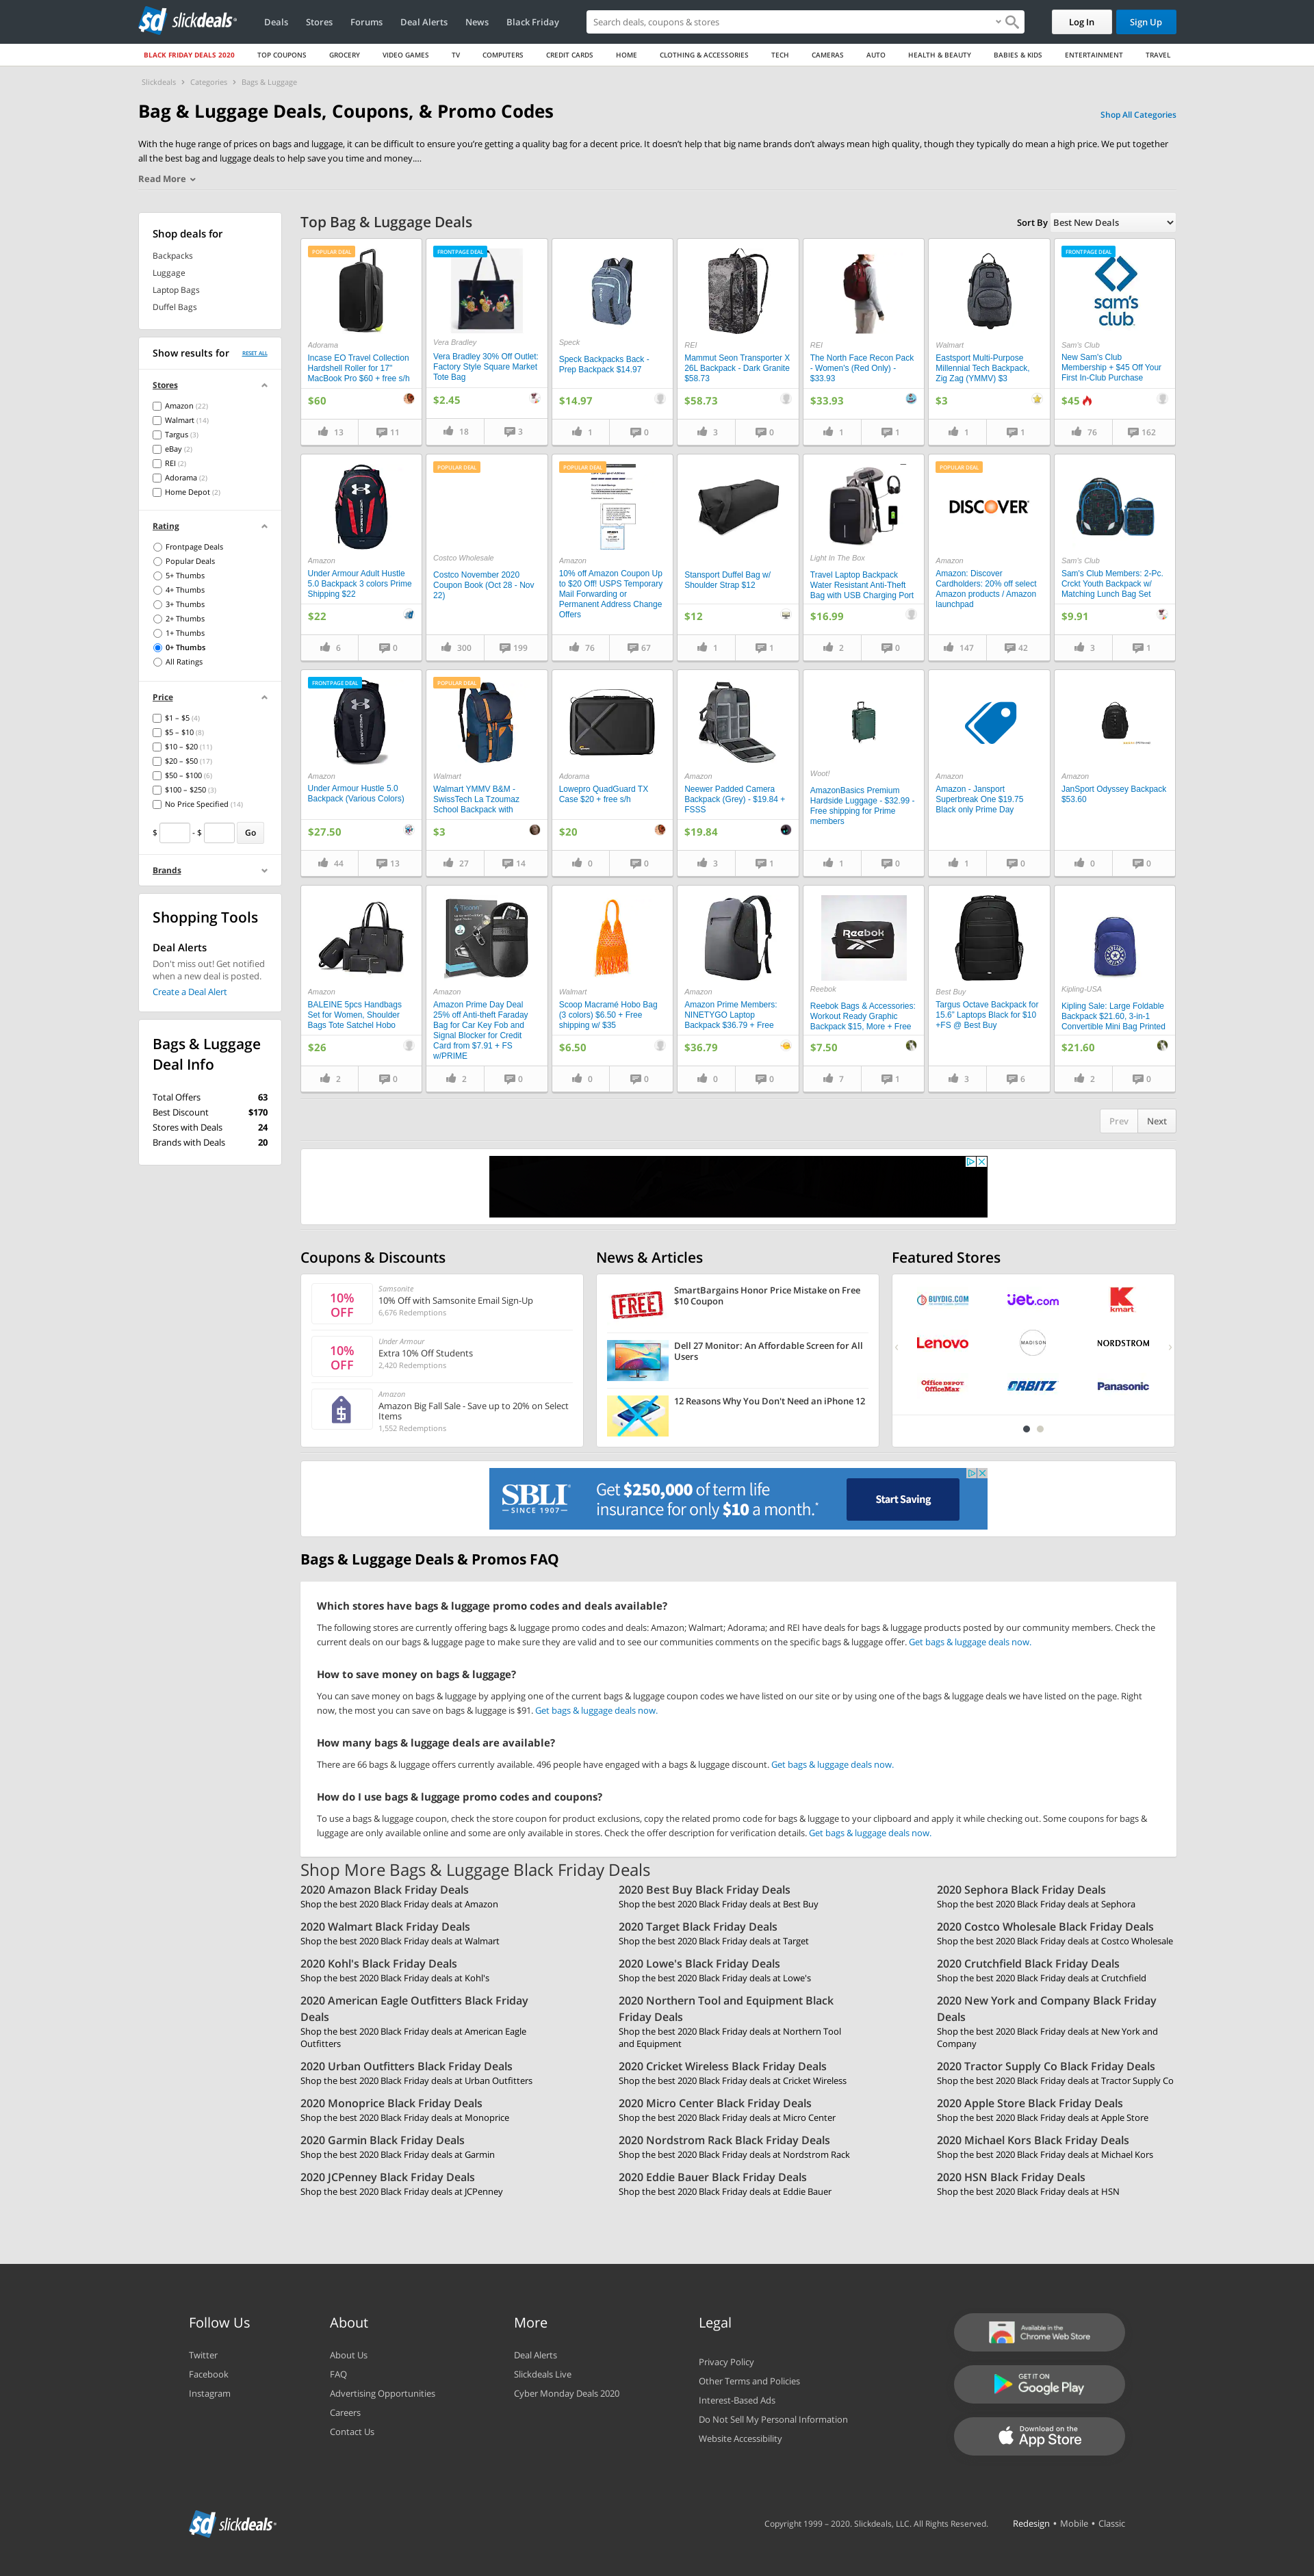 slickdeals
Deals Stores Forums Deal Alerts News Black Friday
Search deals, coupons & stores
Log In
Sign Up
BLACK FRIDAY DEALS 2020 TOP COUPONS GROCERY VIDEO GAMES TV COMPUTERS CREDIT CARDS HOME CLOTHING & ACCESSORIES TECH CAMERAS AUTO HEALTH & BEAUTY BABIES & KIDS ENTERTAINMENT TRAVEL
Slickdeals > Categories > Bags & Luggage
Bag & Luggage Deals, Coupons, & Promo Codes
Shop All Categories
With the huge range of prices on bags and luggage, it can be difficult to ensure you’re getting a quality bag for a decent price. It doesn’t help that big name brands don’t always mean high quality, though they typically do mean a high price. We put together
all the best bag and luggage deals to help save you time and money....
Read More
Shop deals for
Backpacks
Luggage
Laptop Bags
Duffel Bags
Show results for RESET ALL
Stores
Amazon (22)
Walmart (14)
Targus (3)
eBay (2)
REI (2)
Adorama (2)
Home Depot (2)
Rating
Frontpage Deals
Popular Deals
5+ Thumbs
4+ Thumbs
3+ Thumbs
2+ Thumbs
1+ Thumbs
0+ Thumbs
All Ratings
Price
$1 – $5 (4)
$5 – $10 (8)
$10 – $20 (11)
$20 – $50 (17)
$50 – $100 (6)
$100 – $250 (3)
No Price Specified (14)
$ - $ Go
Brands
Shopping Tools
Deal Alerts
Don't miss out! Get notified
when a new deal is posted.
Create a Deal Alert
Bags & Luggage
Deal Info
Total Offers 63
Best Discount $170
Stores with Deals 24
Brands with Deals 20
Top Bag & Luggage Deals
Sort By Best New Deals
POPULAR DEAL
Adorama
Incase EO Travel Collection
Hardshell Roller for 17"
MacBook Pro $60 + free s/h
$60
13 11
FRONTPAGE DEAL
Vera Bradley
Vera Bradley 30% Off Outlet:
Factory Style Square Market
Tote Bag
$2.45
18 3
Speck
Speck Backpacks Back -
Prep Backpack $14.97
$14.97
1 0
REI
Mammut Seon Transporter X
26L Backpack - Dark Granite
$58.73
$58.73
3 0
REI
The North Face Recon Pack
- Women's (Red Only) -
$33.93
$33.93
1 1
Walmart
Eastsport Multi-Purpose
Millennial Tech Backpack,
Zig Zag (YMMV) $3
$3
1 1
FRONTPAGE DEAL
sam's
club
Sam's Club
New Sam's Club
Membership + $45 Off Your
First In-Club Purchase
$45
76 162
Amazon
Under Armour Adult Hustle
5.0 Backpack 3 colors Prime
Shipping $22
$22
6 0
POPULAR DEAL
Costco Wholesale
Costco November 2020
Coupon Book (Oct 28 - Nov
22)
300 199
POPULAR DEAL
Amazon
10% off Amazon Coupon Up
to $20 Off! USPS Temporary
Mail Forwarding or
Permanent Address Change
Offers
76 67
Stansport Duffel Bag w/
Shoulder Strap $12
$12
1 1
Light In The Box
Travel Laptop Backpack
Water Resistant Anti-Theft
Bag with USB Charging Port
$16.99
2 0
POPULAR DEAL
DISCOVER
Amazon
Amazon: Discover
Cardholders: 20% off select
Amazon products / Amazon
launchpad
147 42
Sam's Club
Sam's Club Members: 2-Pc.
Crckt Youth Backpack w/
Matching Lunch Bag Set
$9.91
3 1
FRONTPAGE DEAL
Amazon
Under Armour Hustle 5.0
Backpack (Various Colors)
$27.50
44 13
POPULAR DEAL
Walmart
Walmart YMMV B&M -
SwissTech La Tzoumaz
School Backpack with
$3
27 14
Adorama
Lowepro QuadGuard TX
Case $20 + free s/h
$20
0 0
Amazon
Neewer Padded Camera
Backpack (Grey) - $19.84 +
FSSS
$19.84
3 1
Woot!
AmazonBasics Premium
Hardside Luggage - $32.99 -
Free shipping for Prime
members
1 0
Amazon
Amazon - Jansport
Superbreak One $19.75
Black only Prime Day
1 0
Amazon
JanSport Odyssey Backpack
$53.60
0 0
Amazon
BALEINE 5pcs Handbags
Set for Women, Shoulder
Bags Tote Satchel Hobo
$26
2 0
Amazon
Amazon Prime Day Deal
25% off Anti-theft Faraday
Bag for Car Key Fob and
Signal Blocker for Credit
Card from $7.91 + FS
w/PRIME
2 0
Walmart
Scoop Macramé Hobo Bag
(3 colors) $6.50 + Free
shipping w/ $35
$6.50
0 0
Amazon
Amazon Prime Members:
NINETYGO Laptop
Backpack $36.79 + Free
$36.79
0 0
Reebok
Reebok
Reebok Bags & Accessories:
Workout Ready Graphic
Backpack $15, More + Free
$7.50
7 1
Best Buy
Targus Octave Backpack for
15.6” Laptops Black for $10
+FS @ Best Buy
3 6
Kipling-USA
Kipling Sale: Large Foldable
Backpack $21.60, 3-in-1
Convertible Mini Bag Printed
$21.60
2 0
Prev Next
Coupons & Discounts
10%
OFF
Samsonite
10% Off with Samsonite Email Sign-Up
6,676 Redemptions
10%
OFF
Under Armour
Extra 10% Off Students
2,420 Redemptions
Amazon
Amazon Big Fall Sale - Save up to 20% on Select
Items
1,552 Redemptions
News & Articles
FREE
SmartBargains Honor Price Mistake on Free
$10 Coupon
Dell 27 Monitor: An Affordable Screen for All
Users
12 Reasons Why You Don't Need an iPhone 12
Featured Stores
BUYDIG.COM
jet.com
kmart
Lenovo
MADISON
NORDSTROM
Office DEPOT
OfficeMax
ORBITZ
Panasonic
SBLI
SINCE 1907
Get $250,000 of term life
insurance for only $10 a month.*
Start Saving
Bags & Luggage Deals & Promos FAQ
Which stores have bags & luggage promo codes and deals available?
The following stores are currently offering bags & luggage promo codes and deals: Amazon; Walmart; Adorama; and REI have deals for bags & luggage products posted by our community members. Check the
current deals on our bags & luggage page to make sure they are valid and to see our communities comments on the specific bags & luggage offer. Get bags & luggage deals now.
How to save money on bags & luggage?
You can save money on bags & luggage by applying one of the current bags & luggage coupon codes we have listed on our site or by using one of the bags & luggage deals we have listed on the page. Right
now, the most you can save on bags & luggage is $91. Get bags & luggage deals now.
How many bags & luggage deals are available?
There are 66 bags & luggage offers currently available. 496 people have engaged with a bags & luggage discount. Get bags & luggage deals now.
How do I use bags & luggage promo codes and coupons?
To use a bags & luggage coupon, check the store coupon for product exclusions, copy the related promo code for bags & luggage to your clipboard and apply it while checking out. Some coupons for bags &
luggage are only available online and some are only available in stores. Check the offer description for verification details. Get bags & luggage deals now.
Shop More Bags & Luggage Black Friday Deals
2020 Amazon Black Friday Deals
Shop the best 2020 Black Friday deals at Amazon
2020 Best Buy Black Friday Deals
Shop the best 2020 Black Friday deals at Best Buy
2020 Sephora Black Friday Deals
Shop the best 2020 Black Friday deals at Sephora
2020 Walmart Black Friday Deals
Shop the best 2020 Black Friday deals at Walmart
2020 Target Black Friday Deals
Shop the best 2020 Black Friday deals at Target
2020 Costco Wholesale Black Friday Deals
Shop the best 2020 Black Friday deals at Costco Wholesale
2020 Kohl's Black Friday Deals
Shop the best 2020 Black Friday deals at Kohl's
2020 Lowe's Black Friday Deals
Shop the best 2020 Black Friday deals at Lowe's
2020 Crutchfield Black Friday Deals
Shop the best 2020 Black Friday deals at Crutchfield
2020 American Eagle Outfitters Black Friday
Deals
Shop the best 2020 Black Friday deals at American Eagle
Outfitters
2020 Northern Tool and Equipment Black
Friday Deals
Shop the best 2020 Black Friday deals at Northern Tool
and Equipment
2020 New York and Company Black Friday
Deals
Shop the best 2020 Black Friday deals at New York and
Company
2020 Urban Outfitters Black Friday Deals
Shop the best 2020 Black Friday deals at Urban Outfitters
2020 Cricket Wireless Black Friday Deals
Shop the best 2020 Black Friday deals at Cricket Wireless
2020 Tractor Supply Co Black Friday Deals
Shop the best 2020 Black Friday deals at Tractor Supply Co
2020 Monoprice Black Friday Deals
Shop the best 2020 Black Friday deals at Monoprice
2020 Micro Center Black Friday Deals
Shop the best 2020 Black Friday deals at Micro Center
2020 Apple Store Black Friday Deals
Shop the best 2020 Black Friday deals at Apple Store
2020 Garmin Black Friday Deals
Shop the best 2020 Black Friday deals at Garmin
2020 Nordstrom Rack Black Friday Deals
Shop the best 2020 Black Friday deals at Nordstrom Rack
2020 Michael Kors Black Friday Deals
Shop the best 2020 Black Friday deals at Michael Kors
2020 JCPenney Black Friday Deals
Shop the best 2020 Black Friday deals at JCPenney
2020 Eddie Bauer Black Friday Deals
Shop the best 2020 Black Friday deals at Eddie Bauer
2020 HSN Black Friday Deals
Shop the best 2020 Black Friday deals at HSN
Follow Us
Twitter
Facebook
Instagram
About
About Us
FAQ
Advertising Opportunities
Careers
Contact Us
More
Deal Alerts
Slickdeals Live
Cyber Monday Deals 2020
Legal
Privacy Policy
Other Terms and Policies
Interest-Based Ads
Do Not Sell My Personal Information
Website Accessibility
Available in the
Chrome Web Store
GET IT ON
Google Play
Download on the
App Store
slickdeals
Copyright 1999 – 2020. Slickdeals, LLC. All Rights Reserved. Redesign • Mobile • Classic